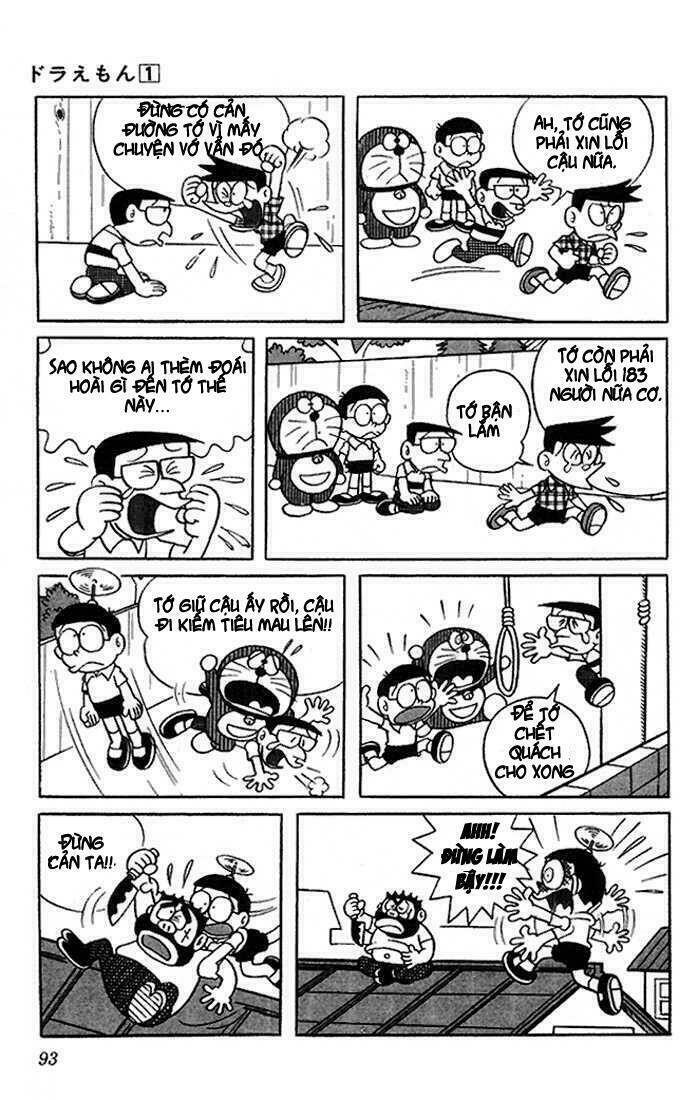 ドラえもん1
ĐỪNG CÓ CẢN
ĐƯỜNG TỚ VÌ MẤY
CHUYỆN VỚ VẨN ĐÓ
AH, TỚ CŨNG
PHẢI XIN LỖI
CẬU NỮA.
SAO KHÔNG AI THÈM ĐOÁI
HOÀI GÌ ĐẾN TỚ THẾ
NÀY...
TỚ BẬN
LẮM
TỚ CÒN PHẢI
XIN LỖI 183
NGƯỜI NỮA CƠ.
TỚ GIỮ CẬU ẤY RỒI, CẬU
ĐI KIẾM TIÊU MAU LÊN!!
ĐỂ TỚ
CHẾT
QUÁCH
CHO XONG
ĐỪNG
CẢN TA!!
AHH!
ĐỪNG LÀM
BẬY!!!
93